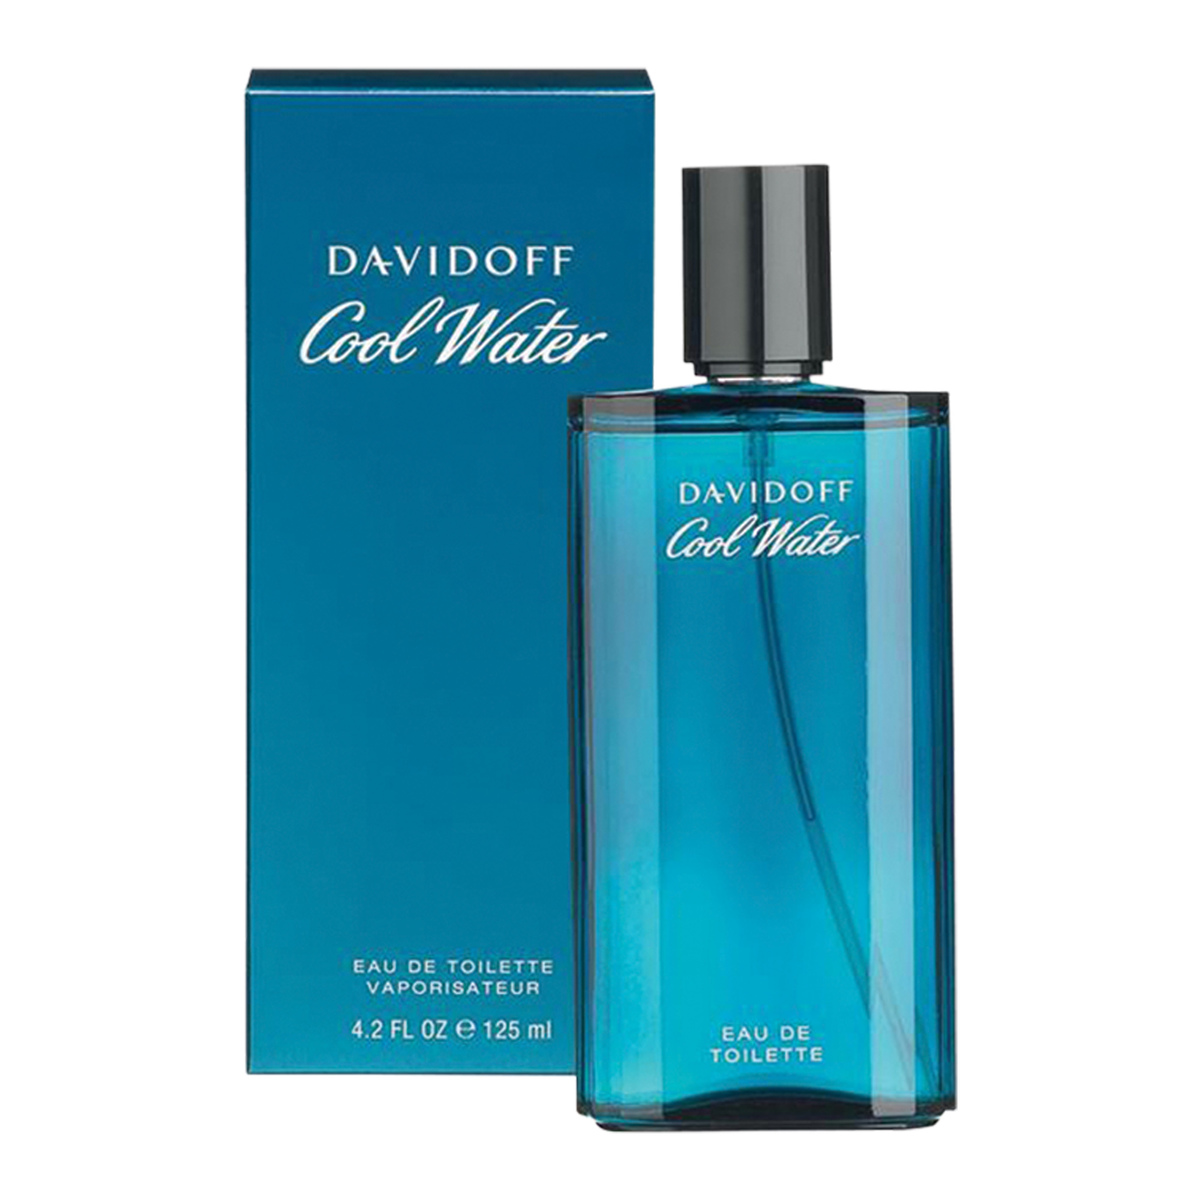 DAVIDOFF
Cool Water
EAU DE TOILETTE
VAPORISATEUR
4.2 FL OZ ℮ 125 ml
DAVIDOFF
Cool Water
EAU DE
TOILETTE